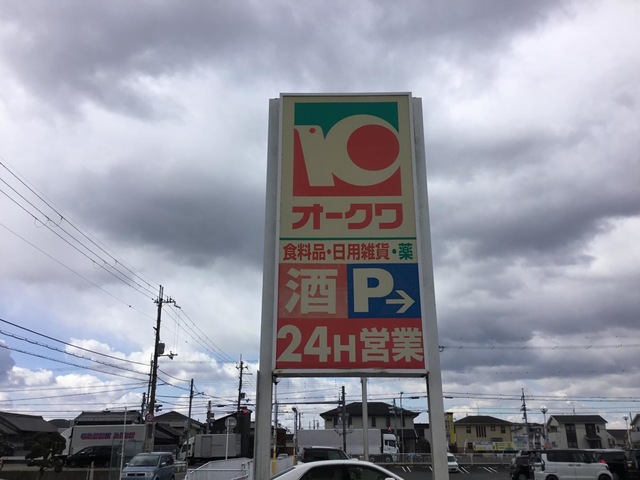 オークワ
食料品・日用雑貨・薬
酒 P→
24H営業